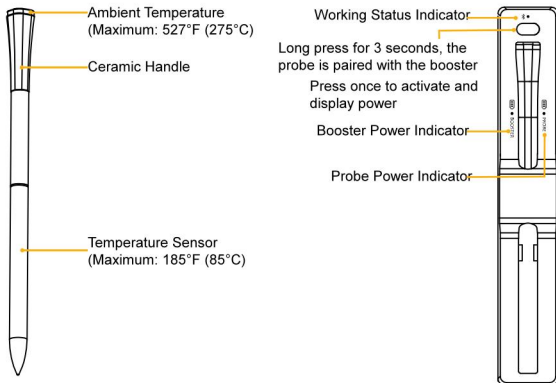 Ambient Temperature
(Maximum: 527°F (275°C)
Ceramic Handle
Temperature Sensor
(Maximum: 185°F (85°C)
Working Status Indicator
Long press for 3 seconds, the
probe is paired with the booster
Press once to activate and
display power
Booster Power Indicator
Probe Power Indicator
Booster